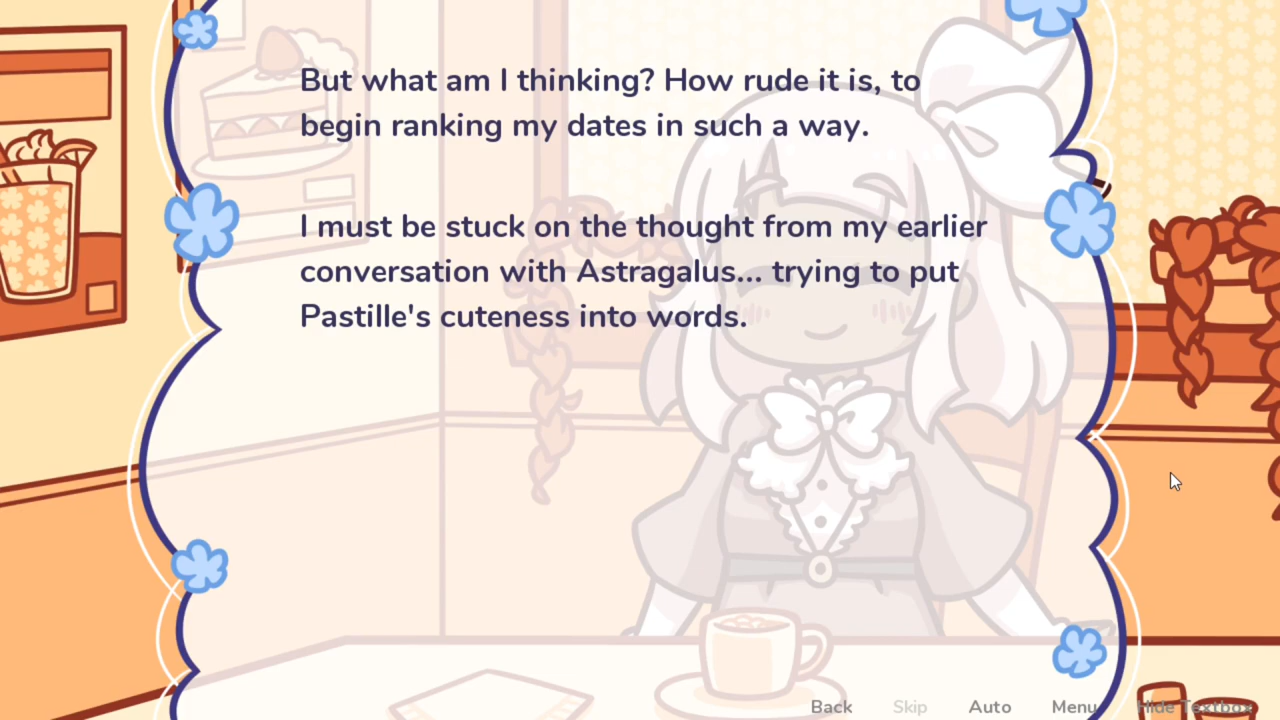 But what am I thinking? How rude it is, to
begin ranking my dates in such a way.
I must be stuck on the thought from my earlier
conversation with Astragalus... trying to put
Pastille's cuteness into words.
Back Skip Auto Menu Hide Textbox